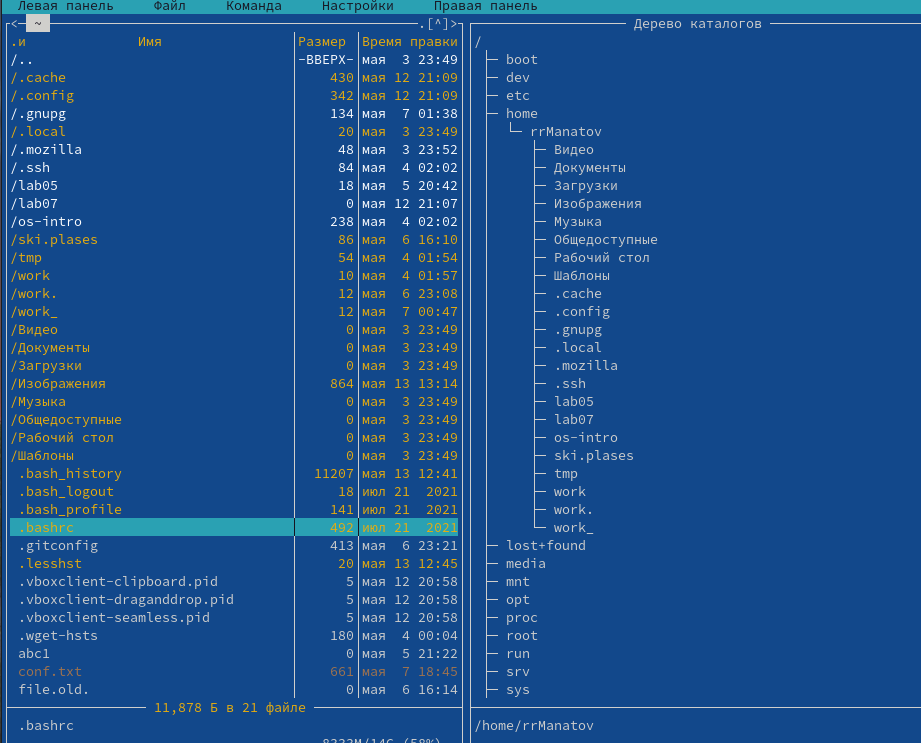 Левая панель Файл Команда Настройки Правая панель
<─ ~ .[^]>
.и Имя Размер Время правки
/.. -ВВЕРХ- мая 3 23:49
/.cache 430 мая 12 21:09
/.config 342 мая 12 21:09
/.gnupg 134 мая 7 01:38
/.local 20 мая 3 23:49
/.mozilla 48 мая 3 23:52
/.ssh 84 мая 4 02:02
/lab05 18 мая 5 20:42
/lab07 0 мая 12 21:07
/os-intro 238 мая 4 02:02
/ski.plases 86 мая 6 16:10
/tmp 54 мая 4 01:54
/work 10 мая 4 01:57
/work. 12 мая 6 23:08
/work_ 12 мая 7 00:47
/Видео 0 мая 3 23:49
/Документы 0 мая 3 23:49
/Загрузки 0 мая 3 23:49
/Изображения 864 мая 13 13:14
/Музыка 0 мая 3 23:49
/Общедоступные 0 мая 3 23:49
/Рабочий стол 0 мая 3 23:49
/Шаблоны 0 мая 3 23:49
.bash_history 11207 мая 13 12:41
.bash_logout 18 июл 21 2021
.bash_profile 141 июл 21 2021
.bashrc 492 июл 21 2021
.gitconfig 413 мая 6 23:21
.lesshst 20 мая 13 12:45
.vboxclient-clipboard.pid 5 мая 12 20:58
.vboxclient-draganddrop.pid 5 мая 12 20:58
.vboxclient-seamless.pid 5 мая 12 20:58
.wget-hsts 180 мая 4 00:04
abc1 0 мая 5 21:22
conf.txt 661 мая 7 18:45
file.old. 0 мая 6 16:14
11,878 Б в 21 файле
.bashrc
Дерево каталогов
/
boot
dev
etc
home
rrManatov
Видео
Документы
Загрузки
Изображения
Музыка
Общедоступные
Рабочий стол
Шаблоны
.cache
.config
.gnupg
.local
.mozilla
.ssh
lab05
lab07
os-intro
ski.plases
tmp
work
work.
work_
lost+found
media
mnt
opt
proc
root
run
srv
sys
/home/rrManatov